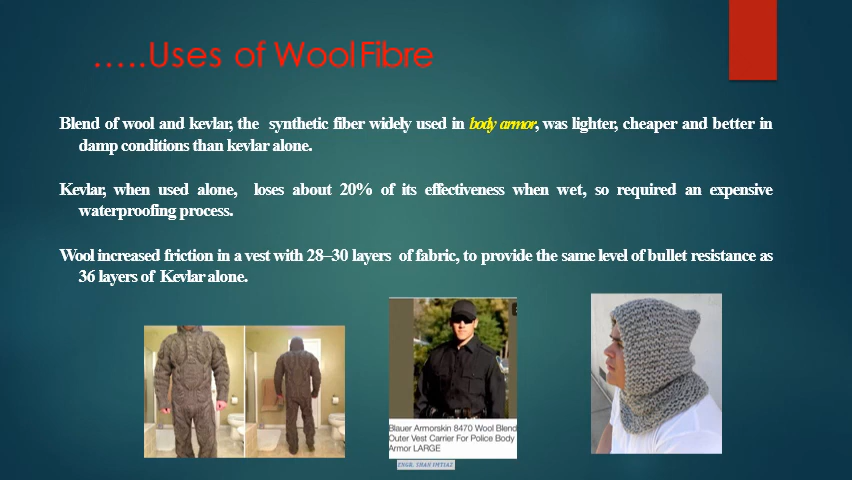 .....Uses of Wool Fibre
Blend of wool and kevlar, the synthetic fiber widely used in body armor, was lighter, cheaper and better in
damp conditions than kevlar alone.
Kevlar, when used alone, loses about 20% of its effectiveness when wet, so required an expensive
waterproofing process.
Wool increased friction in a vest with 28–30 layers of fabric, to provide the same level of bullet resistance as
36 layers of Kevlar alone.
Blauer Armorskin 8470 Wool Blend
Outer Vest Carrier For Police Body
Armor LARGE
ENGR. SHAN IMTIAZ